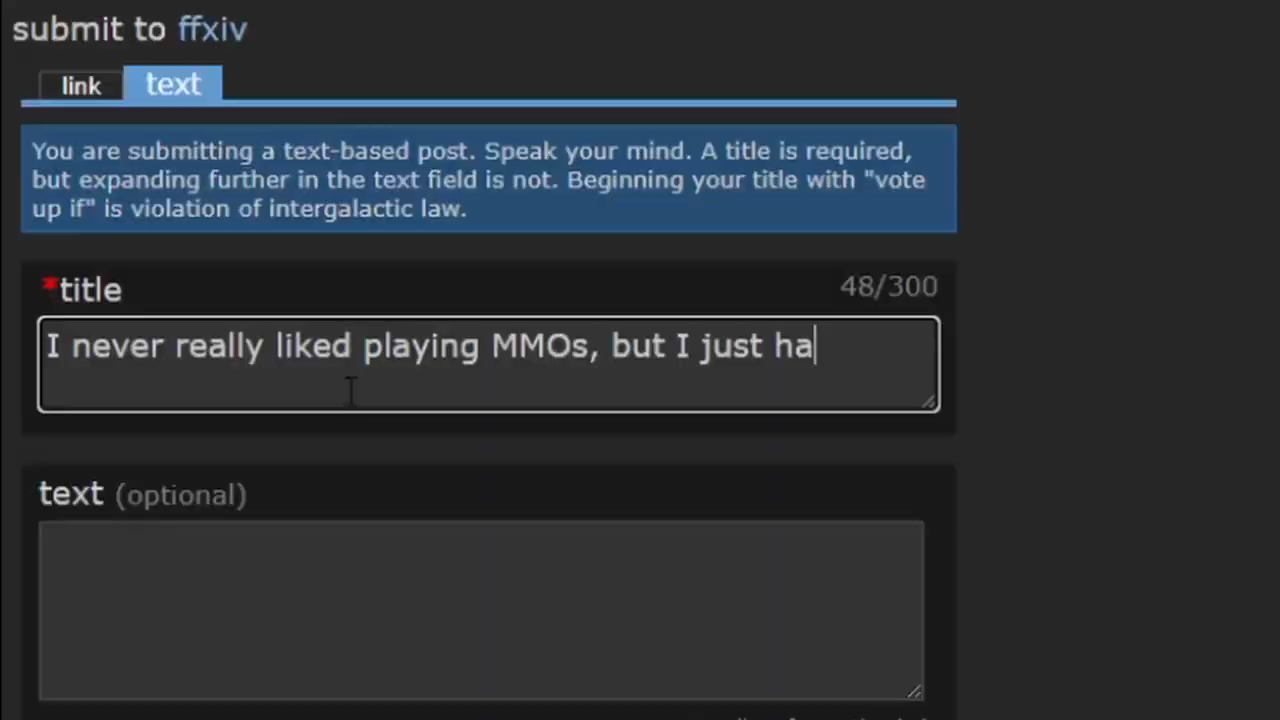 submit to ffxiv
link
text
You are submitting a text-based post. Speak your mind. A title is required,
but expanding further in the text field is not. Beginning your title with "vote
up if" is violation of intergalactic law.
*title
48/300
I never really liked playing MMOs, but I just ha
text (optional)